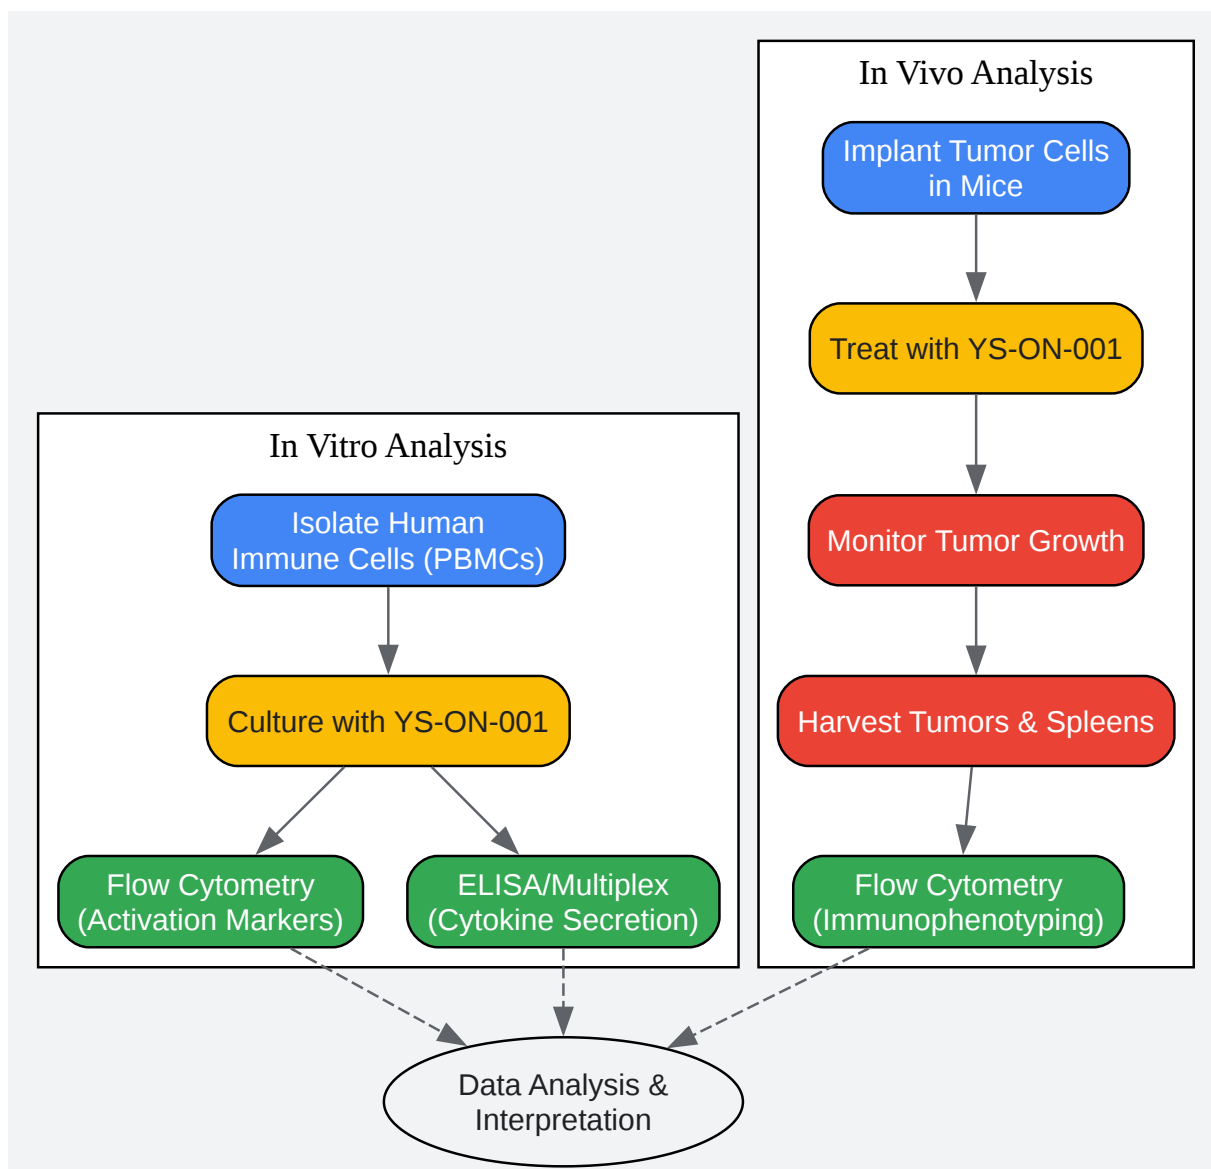 In Vivo Analysis
Implant Tumor Cells
in Mice
Treat with YS-ON-001
Monitor Tumor Growth
Harvest Tumors & Spleens
Flow Cytometry
(Immunophenotyping)
In Vitro Analysis
Isolate Human
Immune Cells (PBMCs)
Culture with YS-ON-001
Flow Cytometry
(Activation Markers)
ELISA/Multiplex
(Cytokine Secretion)
Data Analysis &
Interpretation